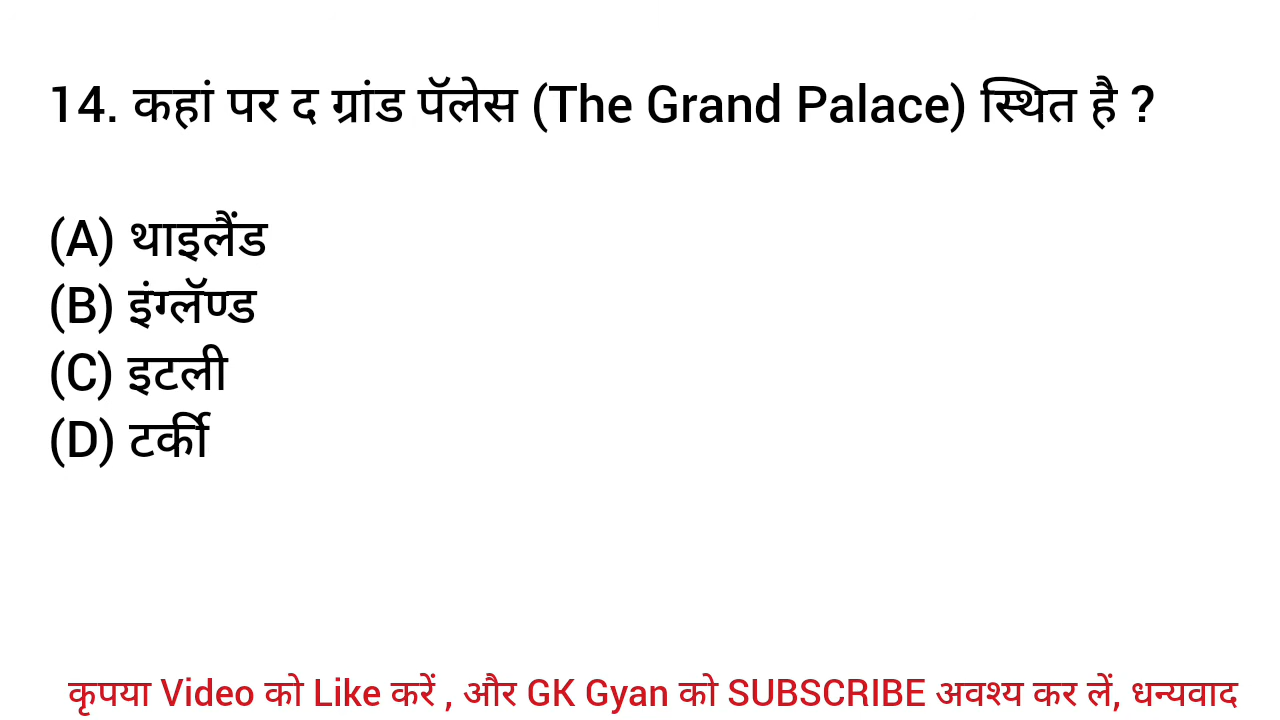 14. कहां पर द ग्रांड पॅलेस (The Grand Palace) स्थित है ?
(A) थाइलैंड
(B) इंग्लॅण्ड
(C) इटली
(D) टर्की
कृपया Video को Like करें , और GK Gyan को SUBSCRIBE अवश्य कर लें, धन्यवाद